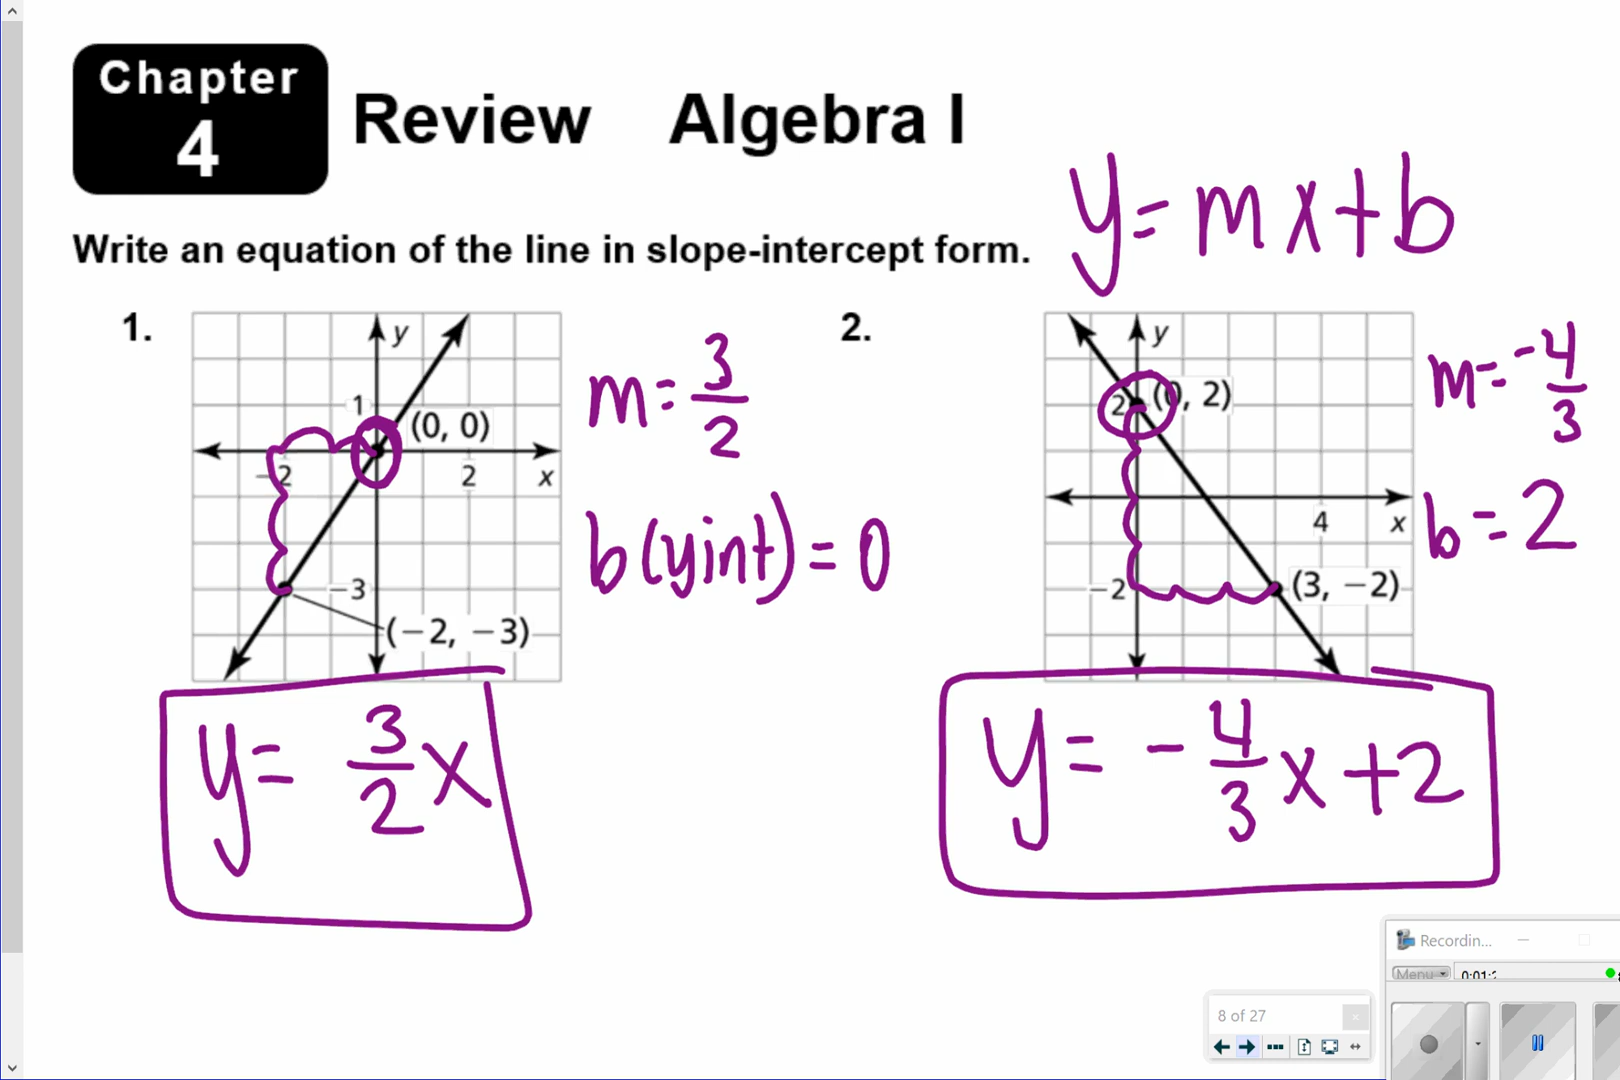 Chapter
4
Review Algebra I
y = mx + b
Write an equation of the line in slope-intercept form.
1.
y
1
(0, 0)
-2
2
x
-3
(-2, -3)
m = 3/2
b (yint) = 0
y = 3/2 x
2.
y
2
(0, 2)
4
x
-2
(3, -2)
m = -4/3
b = 2
y = - 4/3 x + 2
Recordin...
Menu
8 of 27